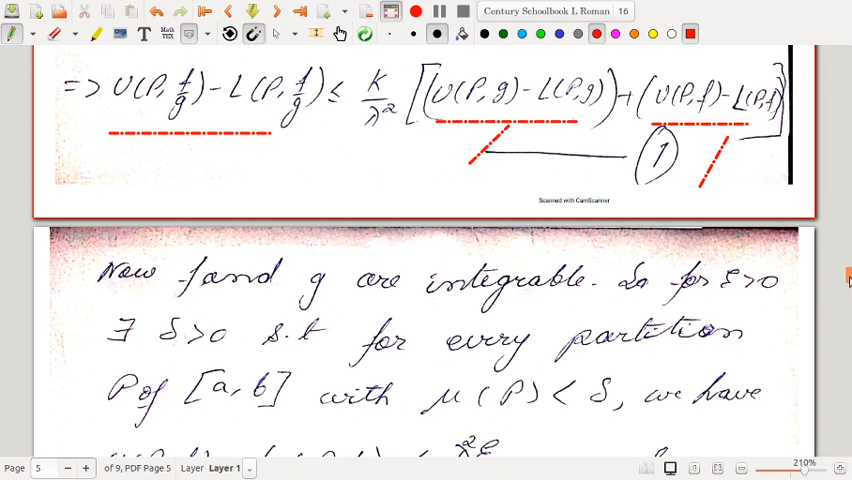 Century Schoolbook L Roman 16
=> U(P, f/g) - L(P, f/g) ≤ K/λ² [(U(P, g) - L(P, g)) + (U(P, f) - L(P, f)]
1
Scanned with CamScanner
Now f and g are integrable. So for ε > 0
∃ δ > 0 s.t for every partition
P of [a, b] with μ(P) < δ, we have
λ²ε
Page 5 of 9, PDF Page 5 Layer Layer 1 210%